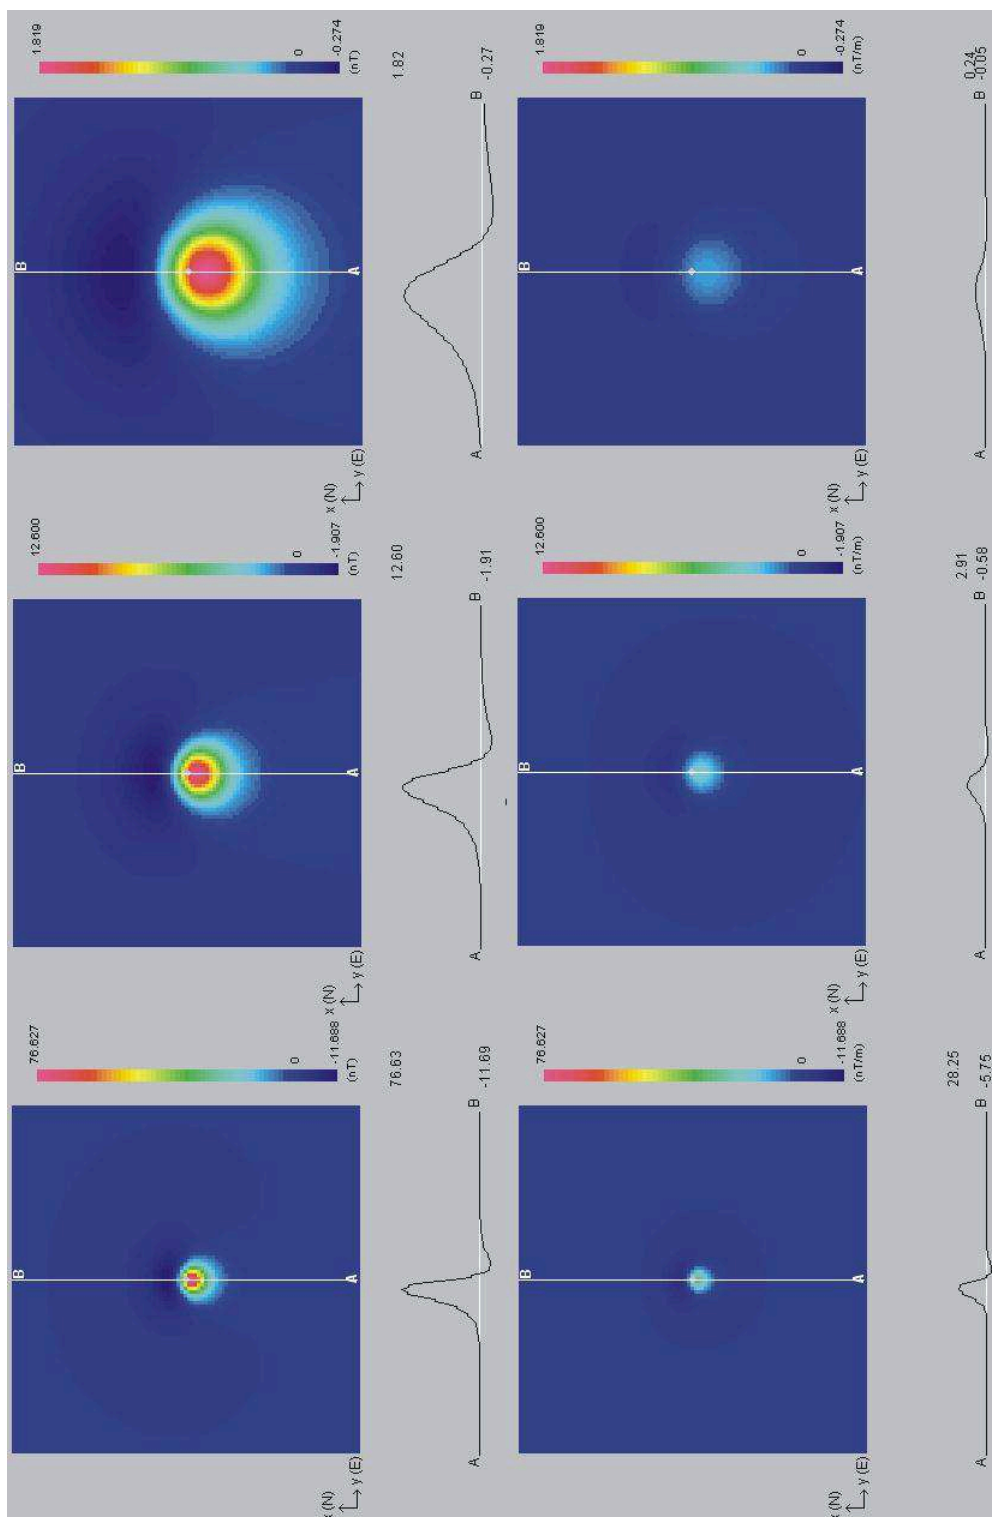 1.819
0
-0.274
(nT)
1.82
-0.27
B
A
B
A
x (N)
y (E)
1.819
0
-0.274
(nT/m)
0.24
-0.05
B
A
B
A
x (N)
y (E)
12.600
0
-1.907
(nT)
12.60
-1.91
B
A
B
A
x (N)
y (E)
12.600
0
-1.907
(nT/m)
2.91
-0.58
B
A
B
A
x (N)
y (E)
76.627
0
-11.688
(nT)
76.63
-11.69
B
A
B
A
x (N)
y (E)
76.627
0
-11.688
(nT/m)
28.25
-5.75
B
A
B
A
x (N)
y (E)